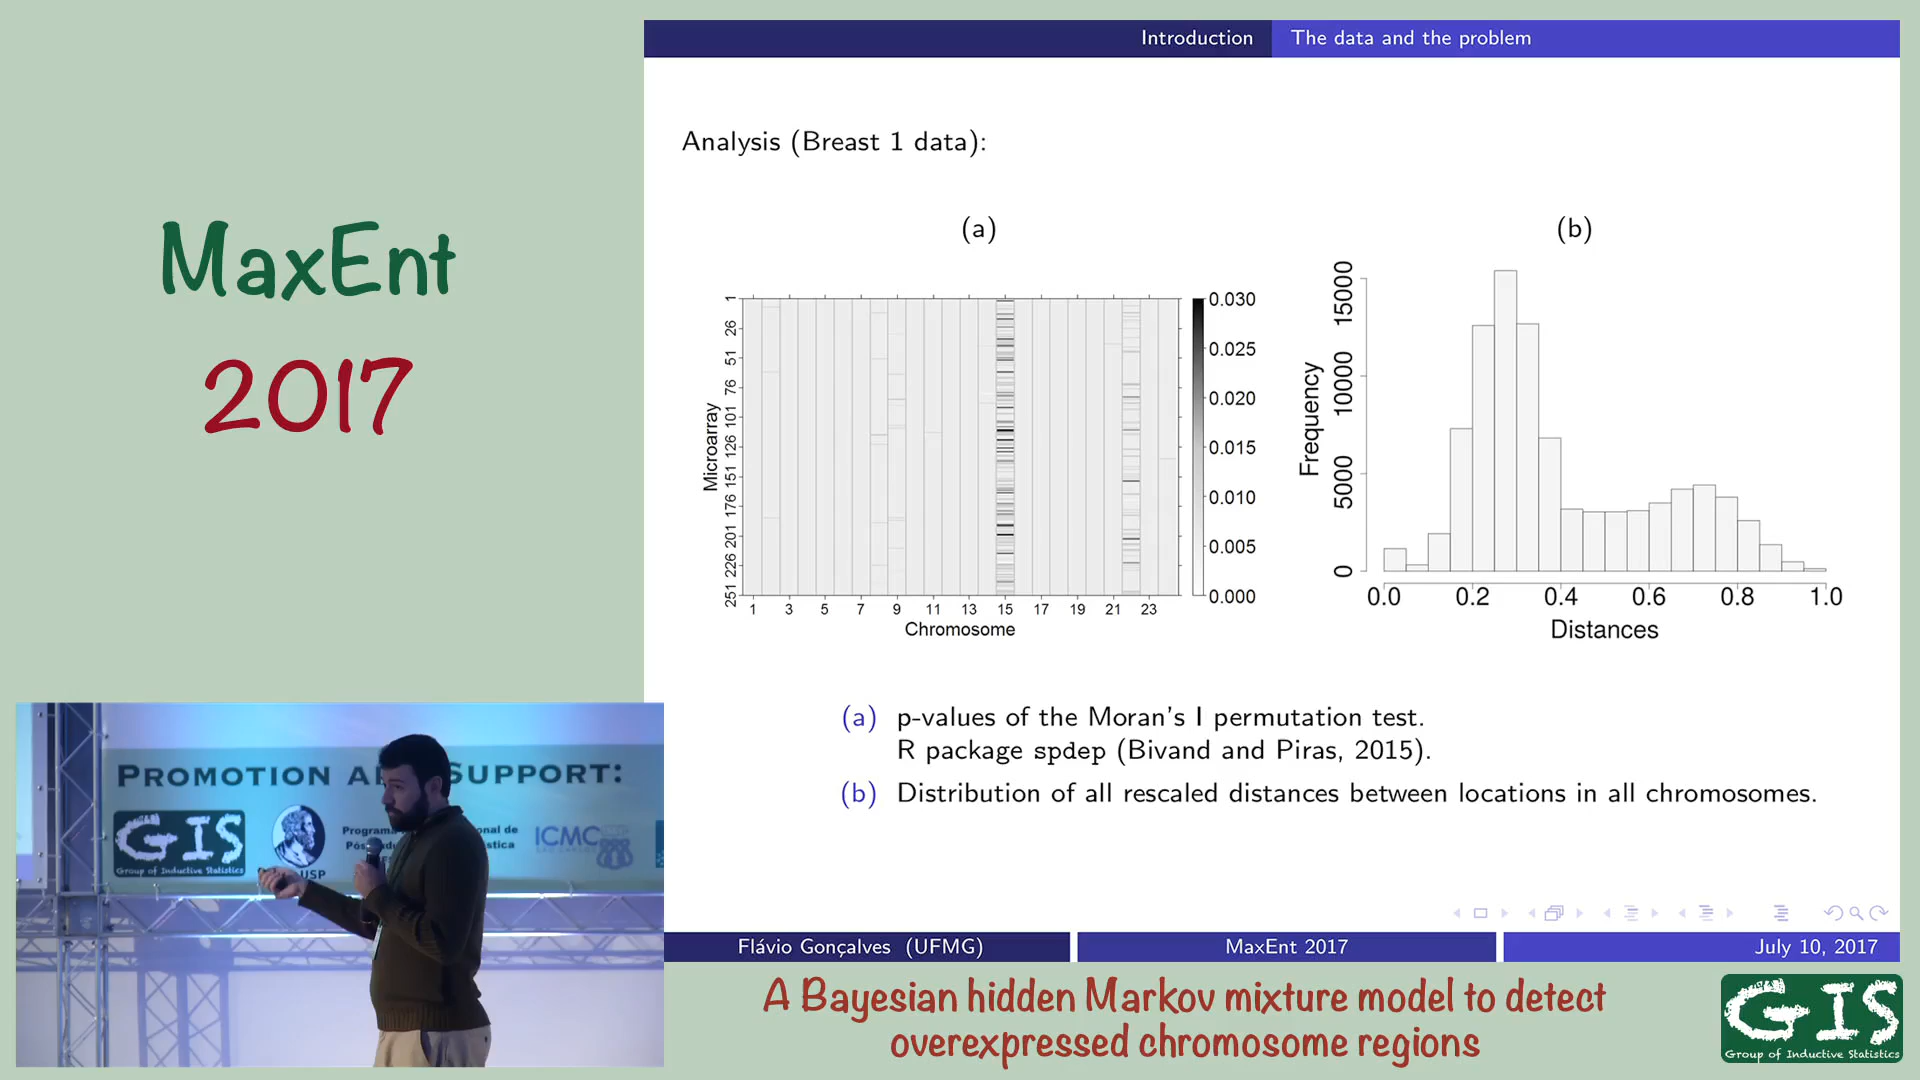 MaxEnt
2017
Introduction
The data and the problem
Analysis (Breast 1 data):
(a)
(b)
1
26
51
76
101
126
151
176
201
226
251
Microarray
1 3 5 7 9 11 13 15 17 19 21 23
Chromosome
0.030
0.025
0.020
0.015
0.010
0.005
0.000
15000
10000
5000
0
Frequency
0.0 0.2 0.4 0.6 0.8 1.0
Distances
(a) p-values of the Moran's I permutation test.
R package spdep (Bivand and Piras, 2015).
(b) Distribution of all rescaled distances between locations in all chromosomes.
Flávio Gonçalves (UFMG)
MaxEnt 2017
July 10, 2017
PROMOTION A SUPPORT:
GIS
Group of Inductive Statistics
USP
Programa onal de
ística
ICMC
A Bayesian hidden Markov mixture model to detect
overexpressed chromosome regions
GIS
Group of Inductive Statistics